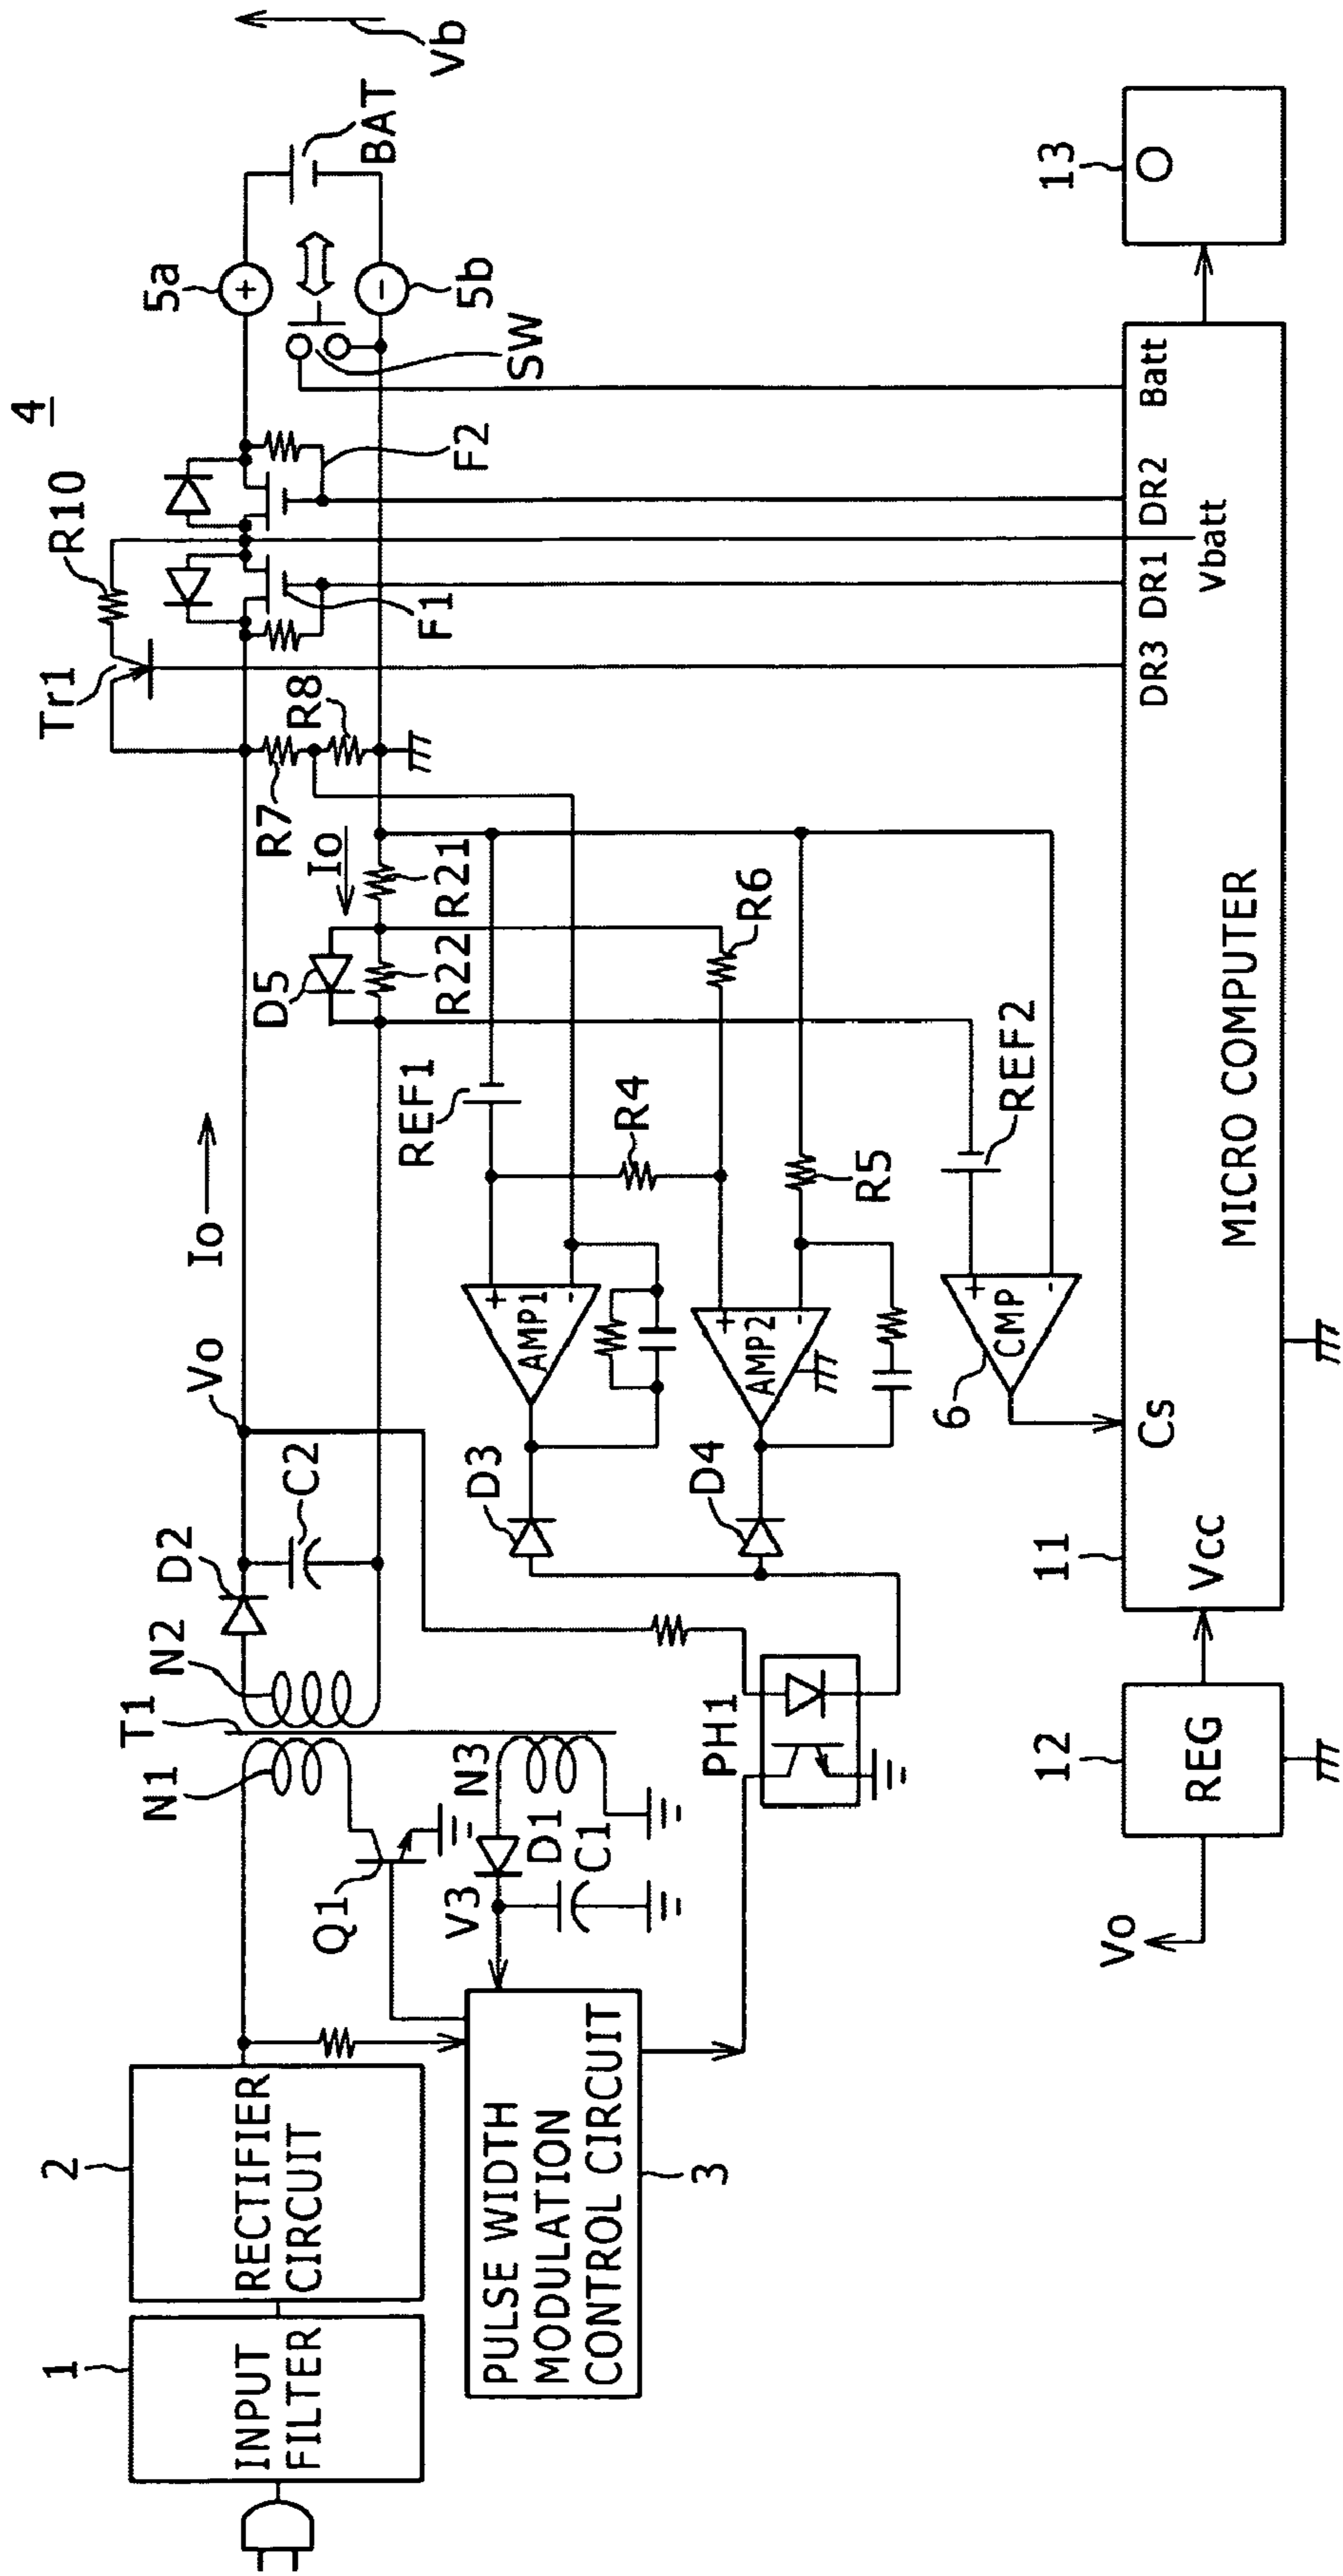 4
Vb
BAT
5a
5b
SW
R10
F2
Tr1
F1
R7
R8
Io
R21
D5
R22
R6
Io
Vo
REF1
R4
R5
REF2
AMP1
+
-
AMP2
+
-
CMP
+
-
6
D3
D4
D2
C2
N2
T1
N1
N3
Q1
V3
D1
C1
PH1
1
INPUT
FILTER
2
RECTIFIER
CIRCUIT
PULSE WIDTH
MODULATION
CONTROL CIRCUIT
3
Vo
12
REG
11
Vcc
Cs
MICRO COMPUTER
DR3
DR1
Vbatt
DR2
Batt
13
+
-